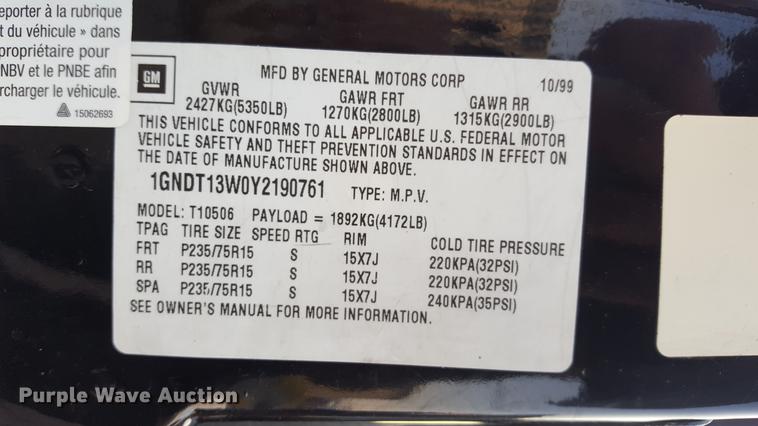 eporter à la rubrique
t du véhicule » dans
propriétaire pour
NBV et le PNBE afin
rcharger le véhicule.
15062693
GM
MFD BY GENERAL MOTORS CORP 10/99
GVWR GAWR FRT GAWR RR
2427KG(5350LB) 1270KG(2800LB) 1315KG(2900LB)
THIS VEHICLE CONFORMS TO ALL APPLICABLE U.S. FEDERAL MOTOR
VEHICLE SAFETY AND THEFT PREVENTION STANDARDS IN EFFECT ON
THE DATE OF MANUFACTURE SHOWN ABOVE.
1GNDT13W0Y2190761 TYPE: M.P.V.
MODEL: T10506 PAYLOAD = 1892KG(4172LB)
TPAG TIRE SIZE SPEED RTG RIM COLD TIRE PRESSURE
FRT P235/75R15 S 15X7J 220KPA(32PSI)
RR P235/75R15 S 15X7J 220KPA(32PSI)
SPA P235/75R15 S 15X7J 240KPA(35PSI)
SEE OWNER'S MANUAL FOR MORE INFORMATION.
Purple Wave Auction